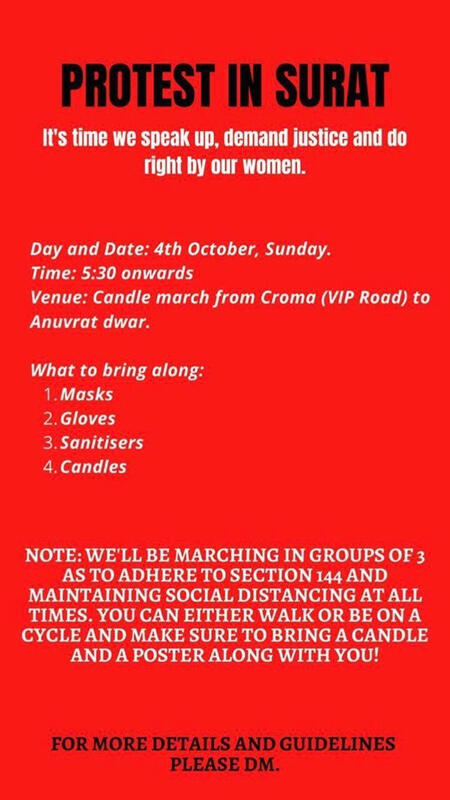 PROTEST IN SURAT
It's time we speak up, demand justice and do
right by our women.
Day and Date: 4th October, Sunday.
Time: 5:30 onwards
Venue: Candle march from Croma (VIP Road) to
Anuvrat dwar.
What to bring along:
1. Masks
2. Gloves
3. Sanitisers
4. Candles
NOTE: WE'LL BE MARCHING IN GROUPS OF 3
AS TO ADHERE TO SECTION 144 AND
MAINTAINING SOCIAL DISTANCING AT ALL
TIMES. YOU CAN EITHER WALK OR BE ON A
CYCLE AND MAKE SURE TO BRING A CANDLE
AND A POSTER ALONG WITH YOU!
FOR MORE DETAILS AND GUIDELINES
PLEASE DM.